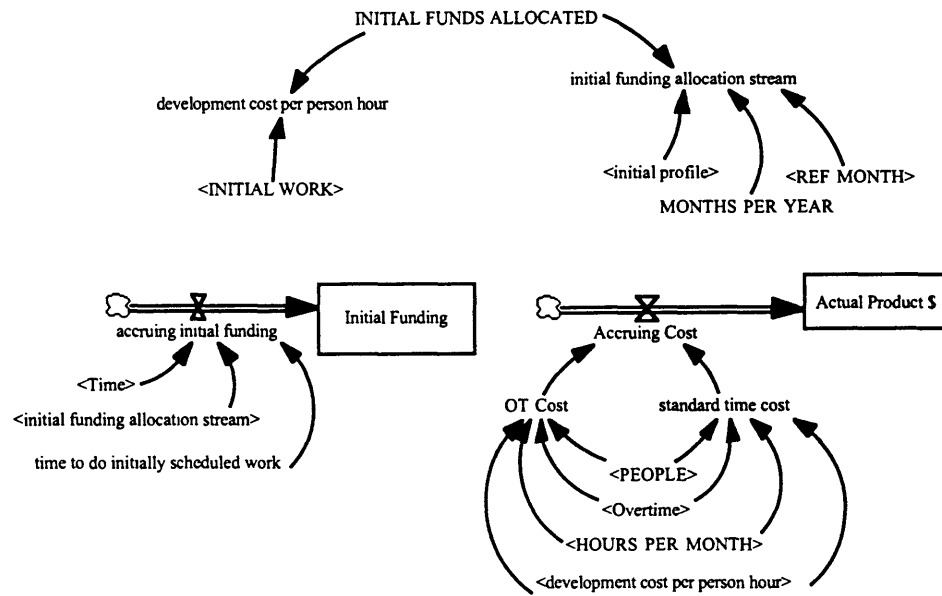 INITIAL FUNDS ALLOCATED
initial funding allocation stream
development cost per person hour
<initial profile>
<REF MONTH>
<INITIAL WORK>
MONTHS PER YEAR
Actual Product $
Initial Funding
accruing initial funding
Accruing Cost
<Time>
<initial funding allocation stream>
OT Cost
standard time cost
time to do initially scheduled work
<PEOPLE>
<Overtime>
<HOURS PER MONTH>
<development cost per person hour>